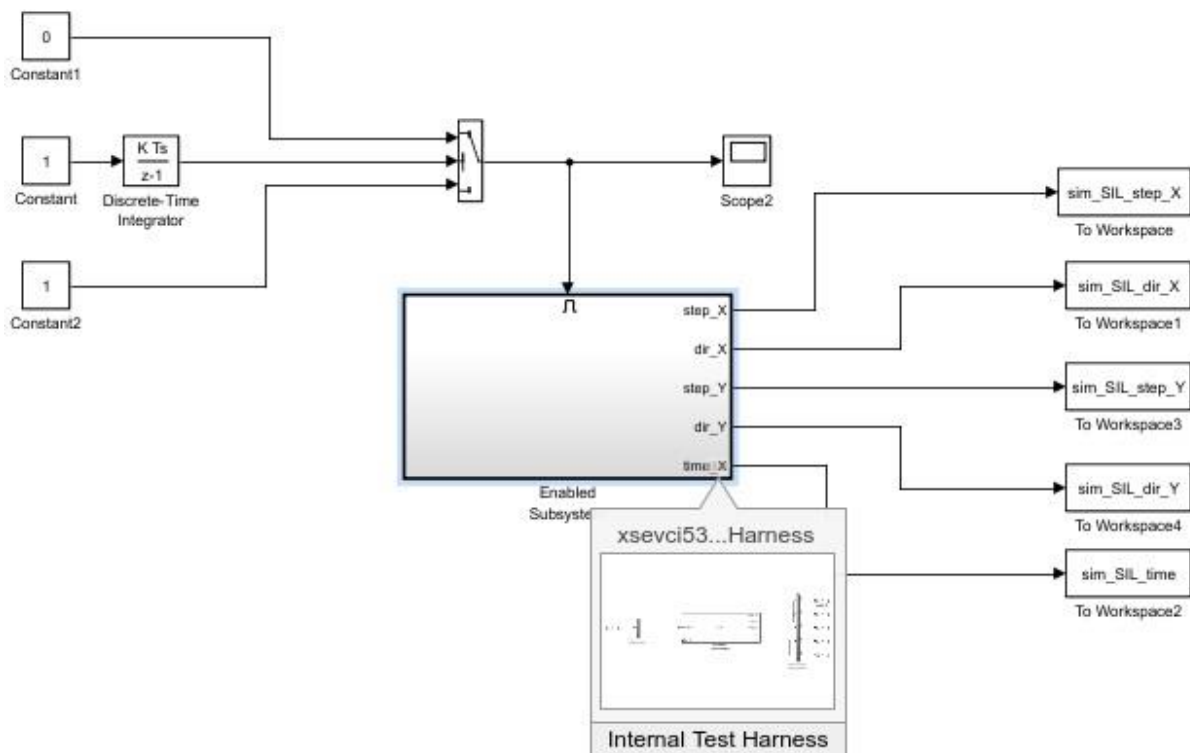 0
Constant1
1
Constant
K Ts
z-1
Discrete-Time
Integrator
1
Constant2
Scope2
step_X
dir_X
step_Y
dir_Y
time_X
Enabled
sim_SIL_step_X
To Workspace
sim_SIL_dir_X
To Workspace1
sim_SIL_step_Y
To Workspace3
sim_SIL_dir_Y
To Workspace4
sim_SIL_time
To Workspace2
xsevci53...Harness
Internal Test Harness